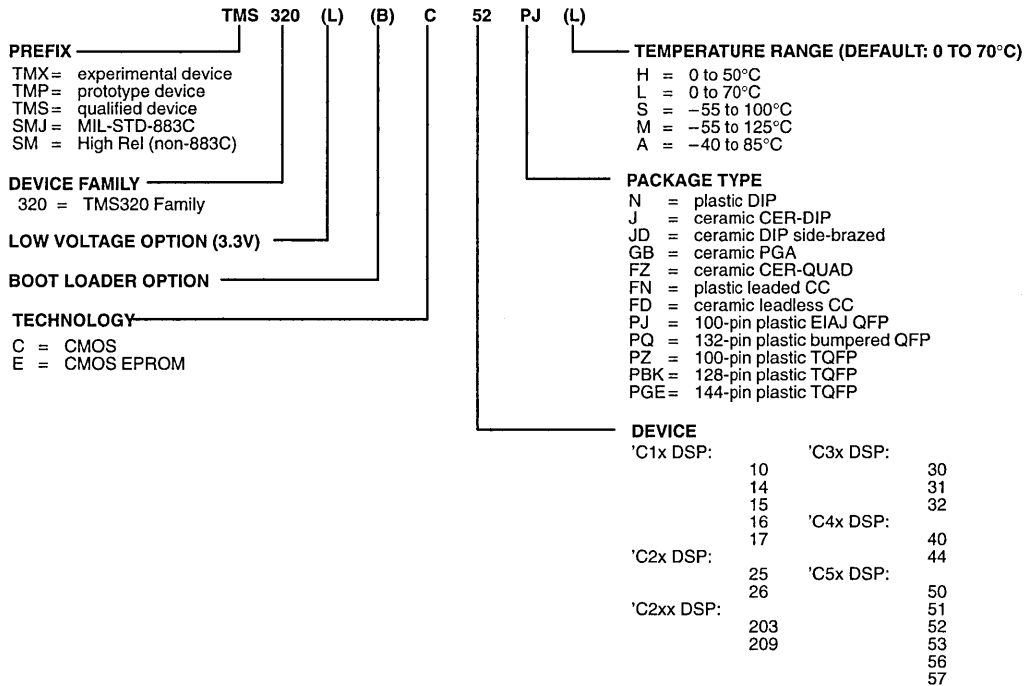 TMS 320 (L) (B) C 52 PJ (L)
PREFIX
TMX = experimental device
TMP = prototype device
TMS = qualified device
SMJ = MIL-STD-883C
SM = High Rel (non-883C)
DEVICE FAMILY
320 = TMS320 Family
LOW VOLTAGE OPTION (3.3V)
BOOT LOADER OPTION
TECHNOLOGY
C = CMOS
E = CMOS EPROM
TEMPERATURE RANGE (DEFAULT: 0 TO 70°C)
H = 0 to 50°C
L = 0 to 70°C
S = −55 to 100°C
M = −55 to 125°C
A = −40 to 85°C
PACKAGE TYPE
N = plastic DIP
J = ceramic CER-DIP
JD = ceramic DIP side-brazed
GB = ceramic PGA
FZ = ceramic CER-QUAD
FN = plastic leaded CC
FD = ceramic leadless CC
PJ = 100-pin plastic EIAJ QFP
PQ = 132-pin plastic bumpered QFP
PZ = 100-pin plastic TQFP
PBK = 128-pin plastic TQFP
PGE = 144-pin plastic TQFP
DEVICE
'C1x DSP:
10
14
15
16
17
'C2x DSP:
25
26
'C2xx DSP:
203
209
'C3x DSP:
30
31
32
'C4x DSP:
40
44
'C5x DSP:
50
51
52
53
56
57